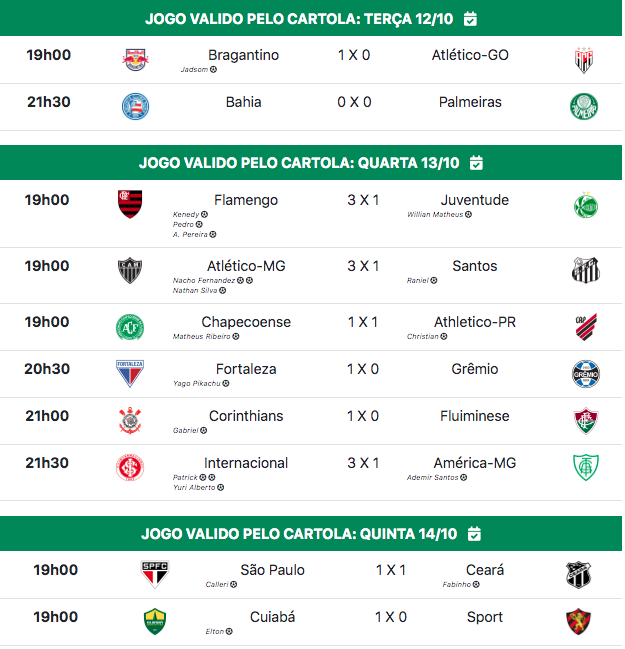 JOGO VALIDO PELO CARTOLA: TERÇA 12/10
19h00 Bragantino 1 X 0 Atlético-GO
Jadsom
21h30 Bahia 0 X 0 Palmeiras
JOGO VALIDO PELO CARTOLA: QUARTA 13/10
19h00 Flamengo 3 X 1 Juventude
Kenedy Willian Matheus
Pedro
A. Pereira
19h00 Atlético-MG 3 X 1 Santos
Nacho Fernandez Raniel
Nathan Silva
19h00 Chapecoense 1 X 1 Athletico-PR
Matheus Ribeiro Christian
20h30 Fortaleza 1 X 0 Grêmio
Yago Pikachu
21h00 Corinthians 1 X 0 Fluiminese
Gabriel
21h30 Internacional 3 X 1 América-MG
Patrick Ademir Santos
Yuri Alberto
JOGO VALIDO PELO CARTOLA: QUINTA 14/10
19h00 SPFC São Paulo 1 X 1 Ceará
Calleri Fabinho
19h00 Cuiabá 1 X 0 Sport
Elton